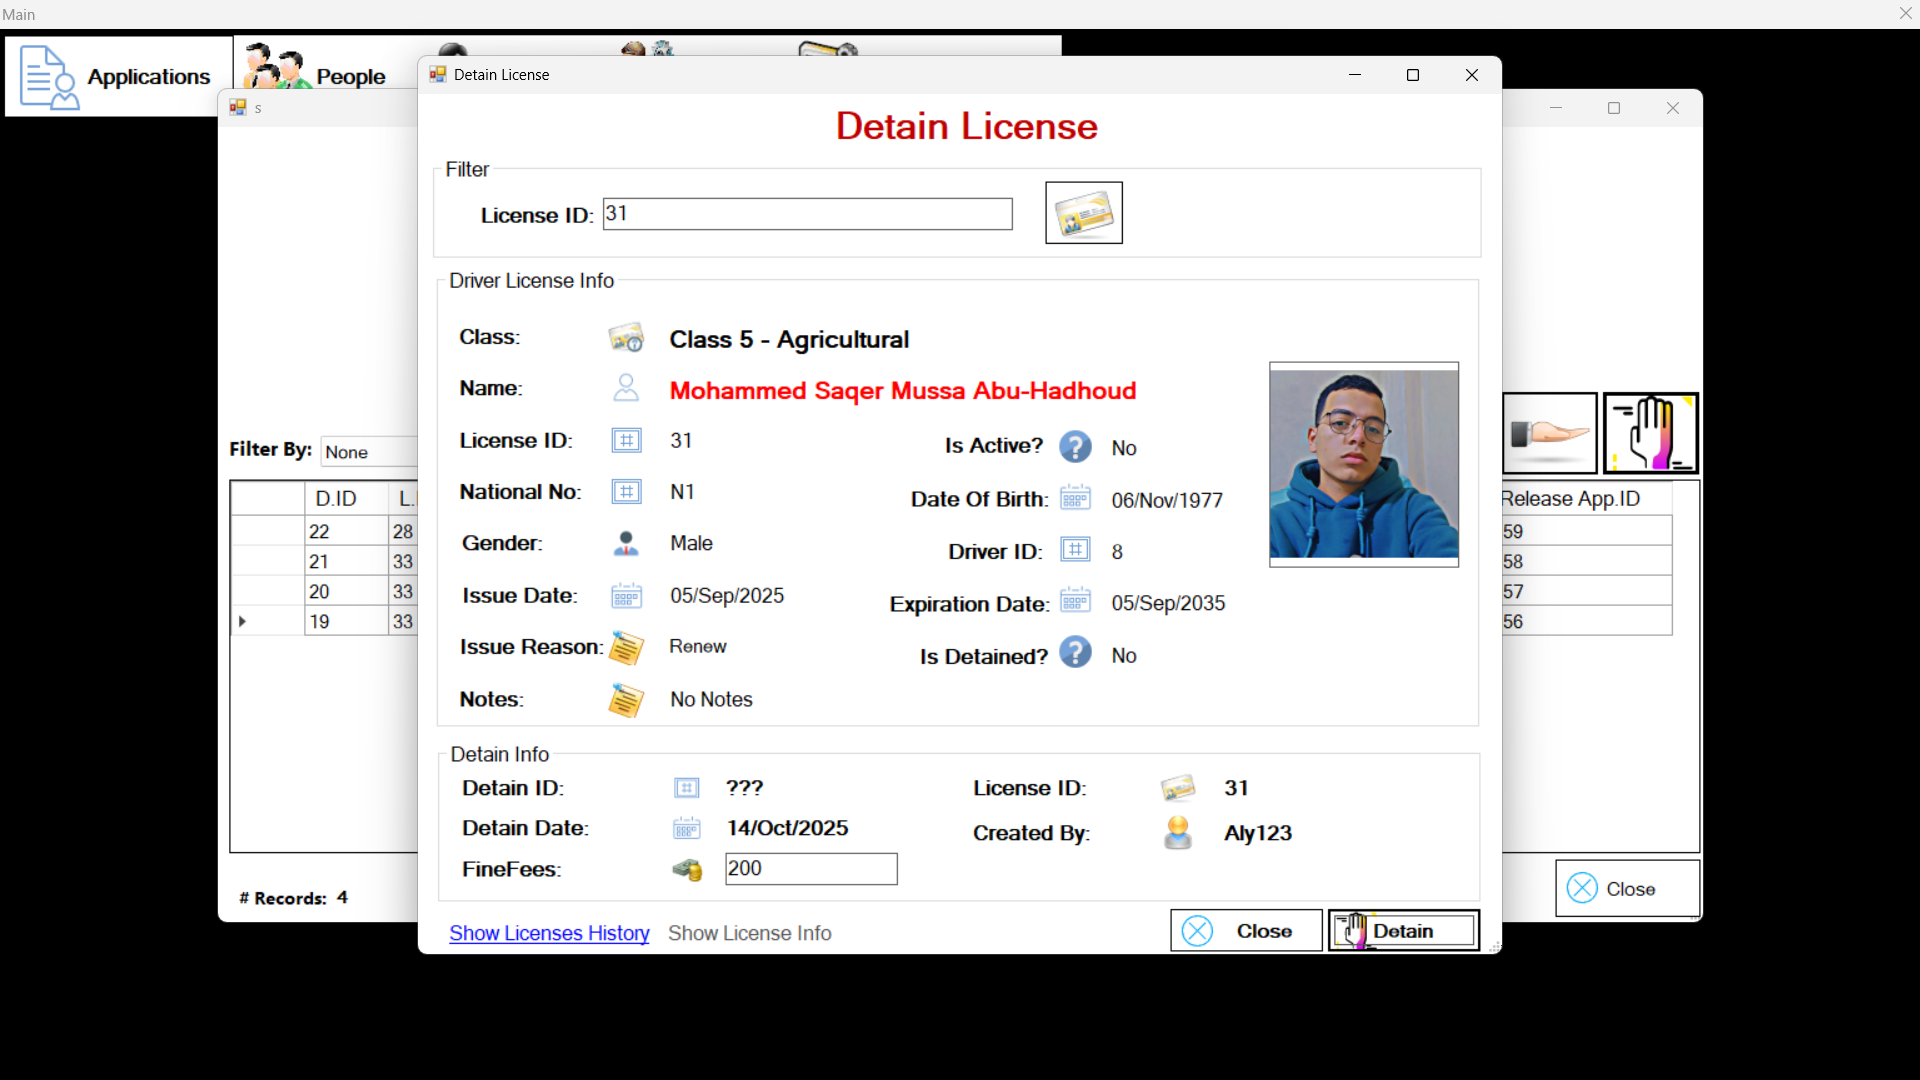 Main
Applications
People
s
Detain License
Detain License
Filter
License ID: 31
Driver License Info
Class: Class 5 - Agricultural
Name: Mohammed Saqer Mussa Abu-Hadhoud
License ID: 31
Is Active? No
National No: N1
Date Of Birth: 06/Nov/1977
Gender: Male
Driver ID: 8
Issue Date: 05/Sep/2025
Expiration Date: 05/Sep/2035
Issue Reason: Renew
Is Detained? No
Notes: No Notes
Detain Info
Detain ID: ???
License ID: 31
Detain Date: 14/Oct/2025
Created By: Aly123
FineFees: 200
Show Licenses History Show License Info
Close
Detain
Filter By: None
D.ID L. Release App.ID
22 28 59
21 33 58
20 33 57
19 33 56
# Records: 4
Close